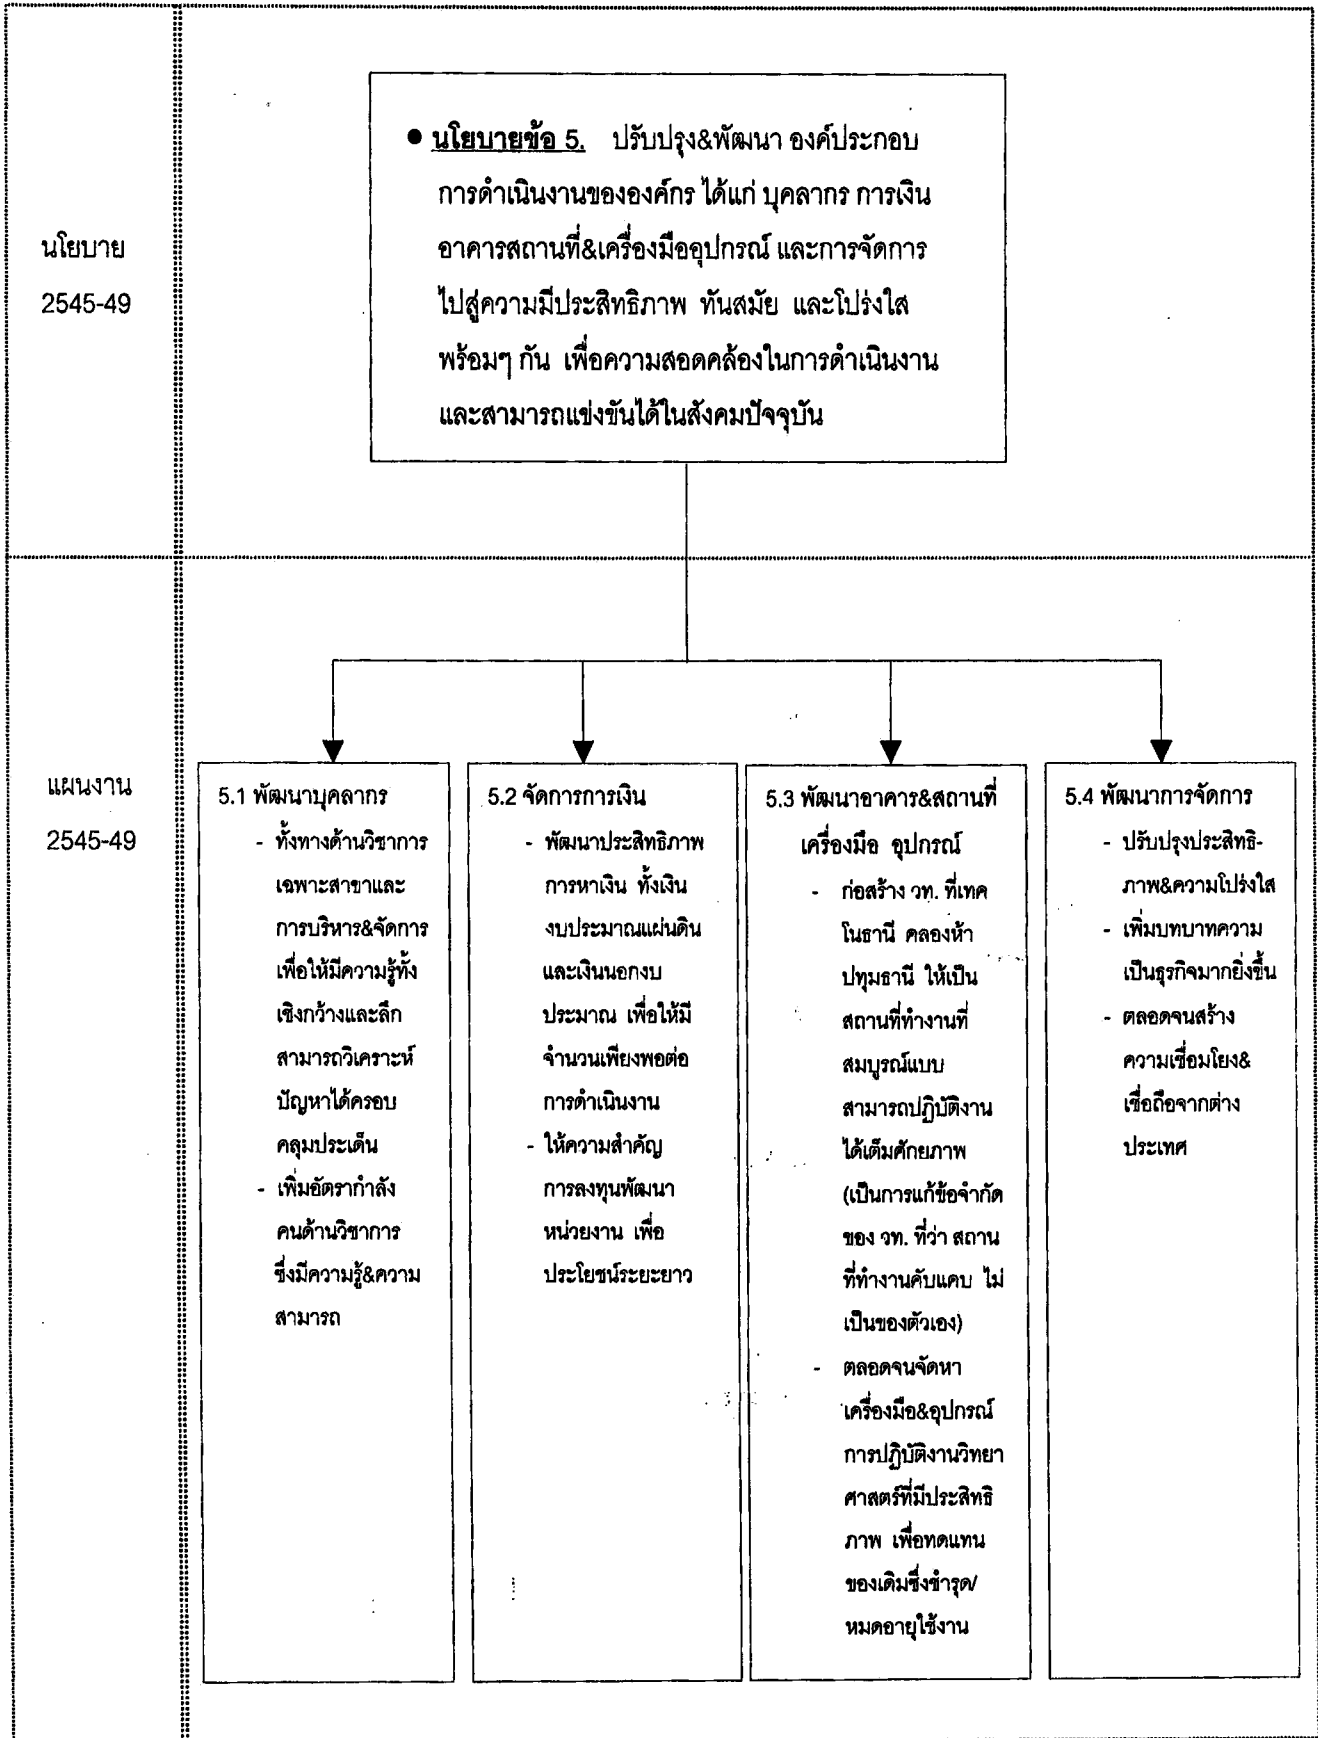 นโยบาย
2545-49
● นโยบายข้อ 5. ปรับปรุง&พัฒนา องค์ประกอบ
การดำเนินงานขององค์กร ได้แก่ บุคลากร การเงิน
อาคารสถานที่&เครื่องมืออุปกรณ์ และการจัดการ
ไปสู่ความมีประสิทธิภาพ ทันสมัย และโปร่งใส
พร้อมๆ กัน เพื่อความสอดคล้องในการดำเนินงาน
และสามารถแข่งขันได้ในสังคมปัจจุบัน
แผนงาน
2545-49
5.1 พัฒนาบุคลากร
- ทั้งทางด้านวิชาการ
เฉพาะสาขาและ
การบริหาร&จัดการ
เพื่อให้มีความรู้ทั้ง
เชิงกว้างและลึก
สามารถวิเคราะห์
ปัญหาได้ครอบ
คลุมประเด็น
- เพิ่มอัตรากำลัง
คนด้านวิชาการ
ซึ่งมีความรู้&ความ
สามารถ
5.2 จัดการการเงิน
- พัฒนาประสิทธิภาพ
การหาเงิน ทั้งเงิน
งบประมาณแผ่นดิน
และเงินนอกงบ
ประมาณ เพื่อให้มี
จำนวนเพียงพอต่อ
การดำเนินงาน
- ให้ความสำคัญ
การลงทุนพัฒนา
หน่วยงาน เพื่อ
ประโยชน์ระยะยาว
5.3 พัฒนาอาคาร&สถานที่
เครื่องมือ อุปกรณ์
- ก่อสร้าง วท. ที่เทค
โนธานี คลองห้า
ปทุมธานี ให้เป็น
สถานที่ทำงานที่
สมบูรณ์แบบ
สามารถปฏิบัติงาน
ได้เต็มศักยภาพ
(เป็นการแก้ข้อจำกัด
ของ วท. ที่ว่า สถาน
ที่ทำงานคับแคบ ไม่
เป็นของตัวเอง)
- ตลอดจนจัดหา
เครื่องมือ&อุปกรณ์
การปฏิบัติงานวิทยา
ศาสตร์ที่มีประสิทธิ
ภาพ เพื่อทดแทน
ของเดิมซึ่งชำรุด/
หมดอายุใช้งาน
5.4 พัฒนาการจัดการ
- ปรับปรุงประสิทธิ-
ภาพ&ความโปร่งใส
- เพิ่มบทบาทความ
เป็นธุรกิจมากยิ่งขึ้น
- ตลอดจนสร้าง
ความเชื่อมโยง&
เชื่อถือจากต่าง
ประเทศ